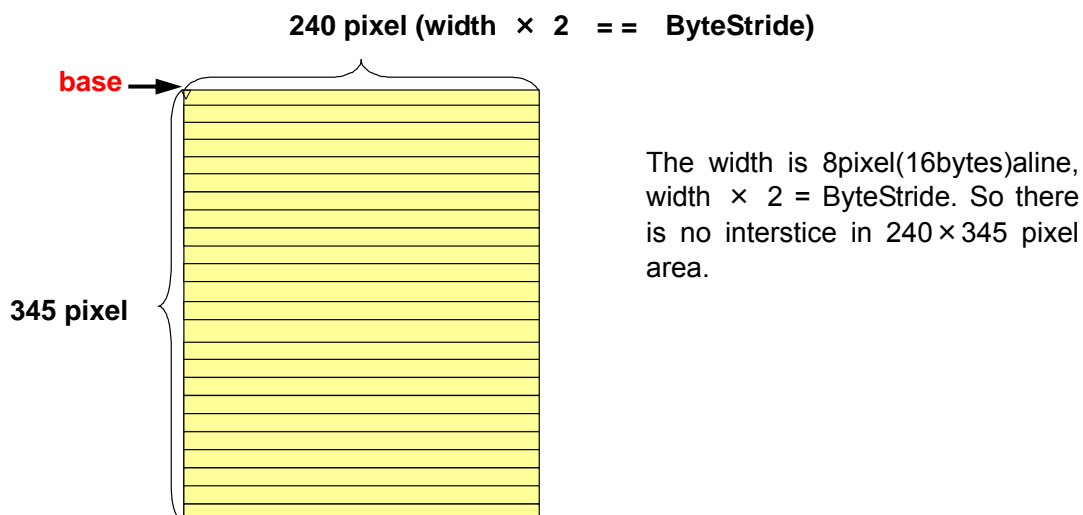 240 pixel (width × 2 == ByteStride)
base
The width is 8pixel(16bytes)aline,
width × 2 = ByteStride. So there
is no interstice in 240×345 pixel
area.
345 pixel